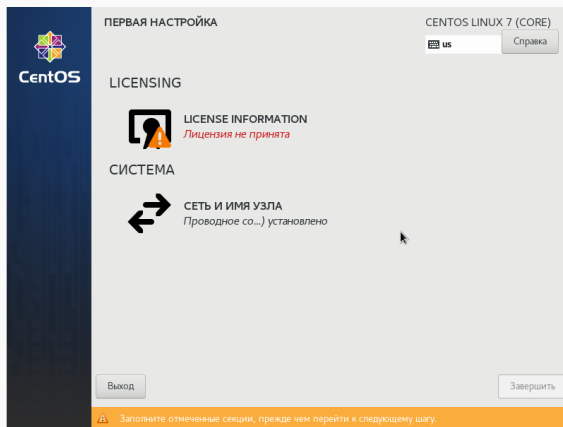 ПЕРВАЯ НАСТРОЙКА
CENTOS LINUX 7 (CORE)
us
Справка
CentOS
LICENSING
LICENSE INFORMATION
Лицензия не принята
СИСТЕМА
СЕТЬ И ИМЯ УЗЛА
Проводное со...) установлено
Выход
Завершить
Заполните отмеченные секции, прежде чем перейти к следующему шагу.